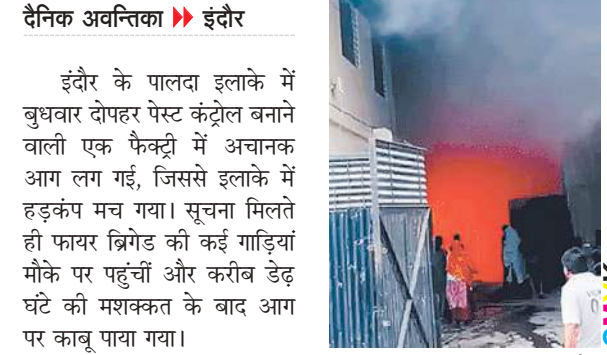 दैनिक अवन्तिका इंदौर
इंदौर के पालदा इलाके में
बुधवार दोपहर पेस्ट कंट्रोल बनाने
वाली एक फैक्ट्री में अचानक
आग लग गई, जिससे इलाके में
हड़कंप मच गया। सूचना मिलते
ही फायर ब्रिगेड की कई गाड़ियां
मौके पर पहुंचीं और करीब डेढ़
घंटे की मशक्कत के बाद आग
पर काबू पाया गया।